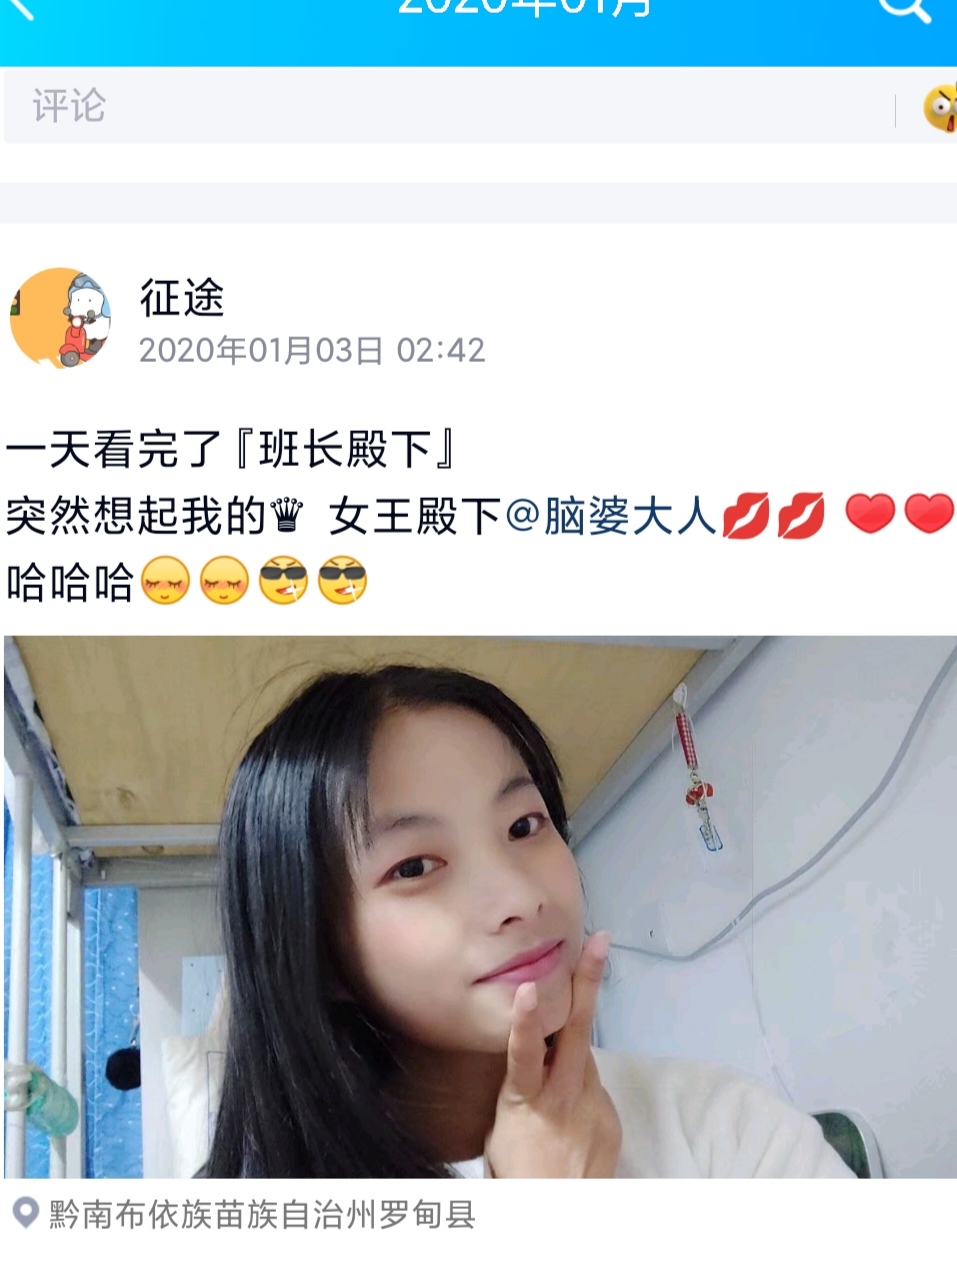 2020年01月
评论
征途
2020年01月03日 02:42
一天看完了『班长殿下』
突然想起我的♛ 女王殿下@脑婆大人💋💋 ❤❤
哈哈哈
黔南布依族苗族自治州罗甸县